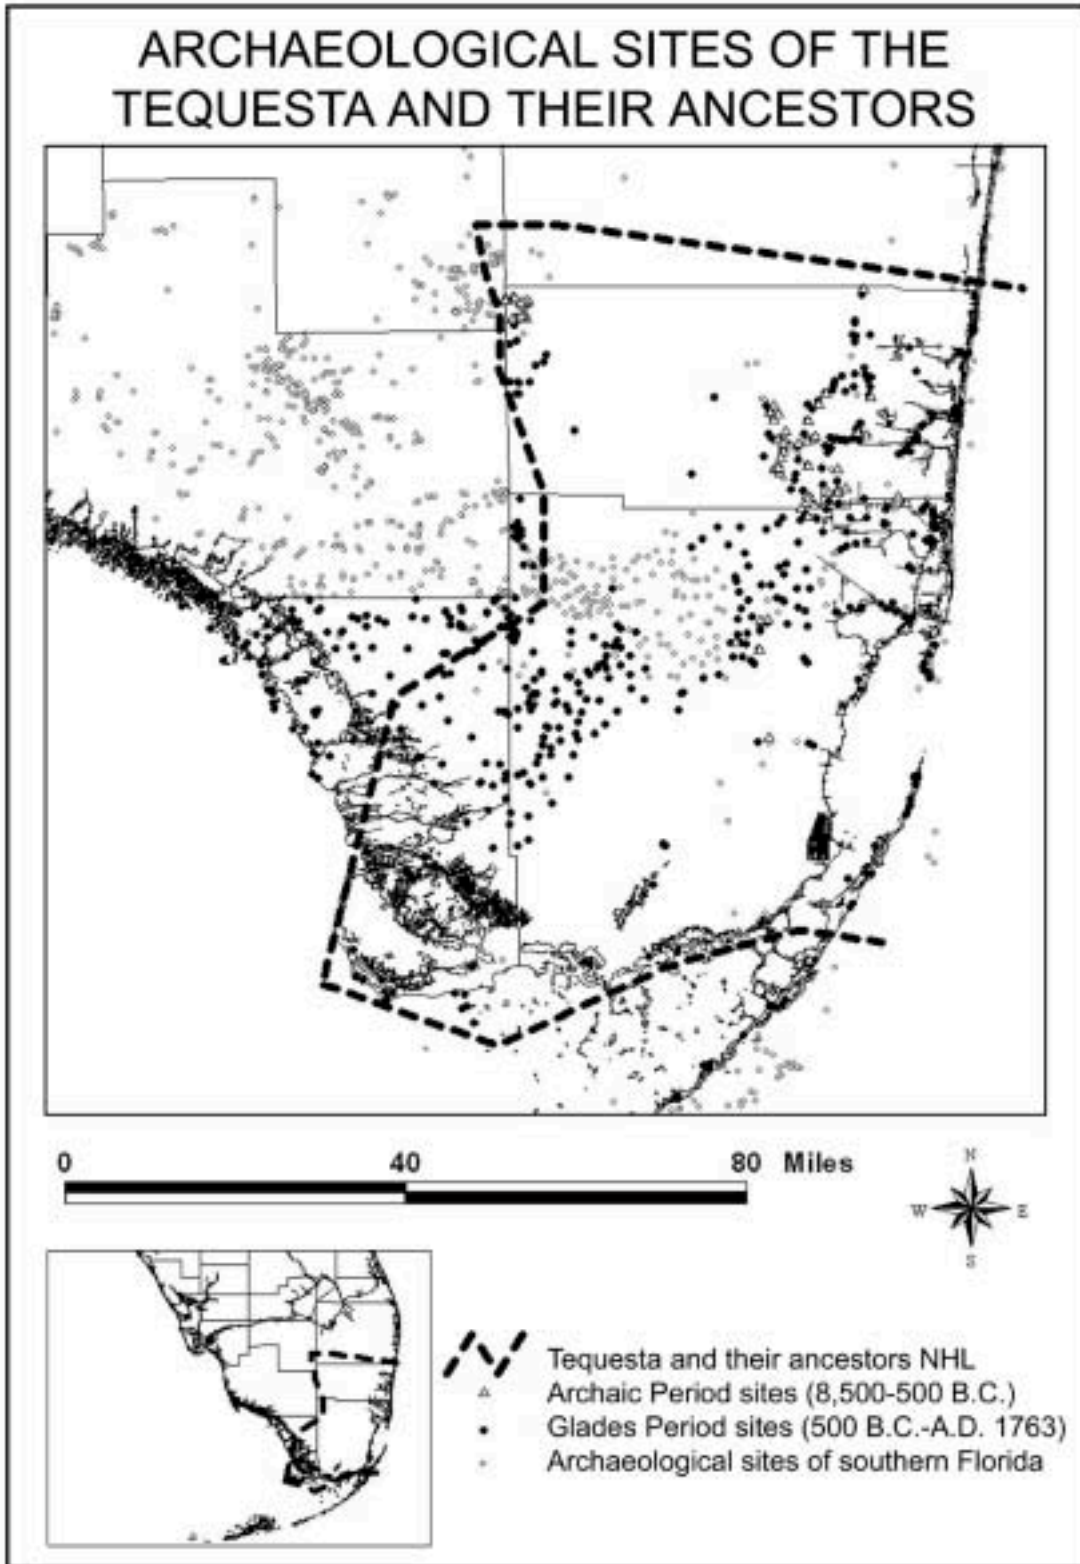 ARCHAEOLOGICAL SITES OF THE
TEQUESTA AND THEIR ANCESTORS
0 40 80 Miles
N
W E
S
Tequesta and their ancestors NHL
Archaic Period sites (8,500-500 B.C.)
Glades Period sites (500 B.C.-A.D. 1763)
Archaeological sites of southern Florida